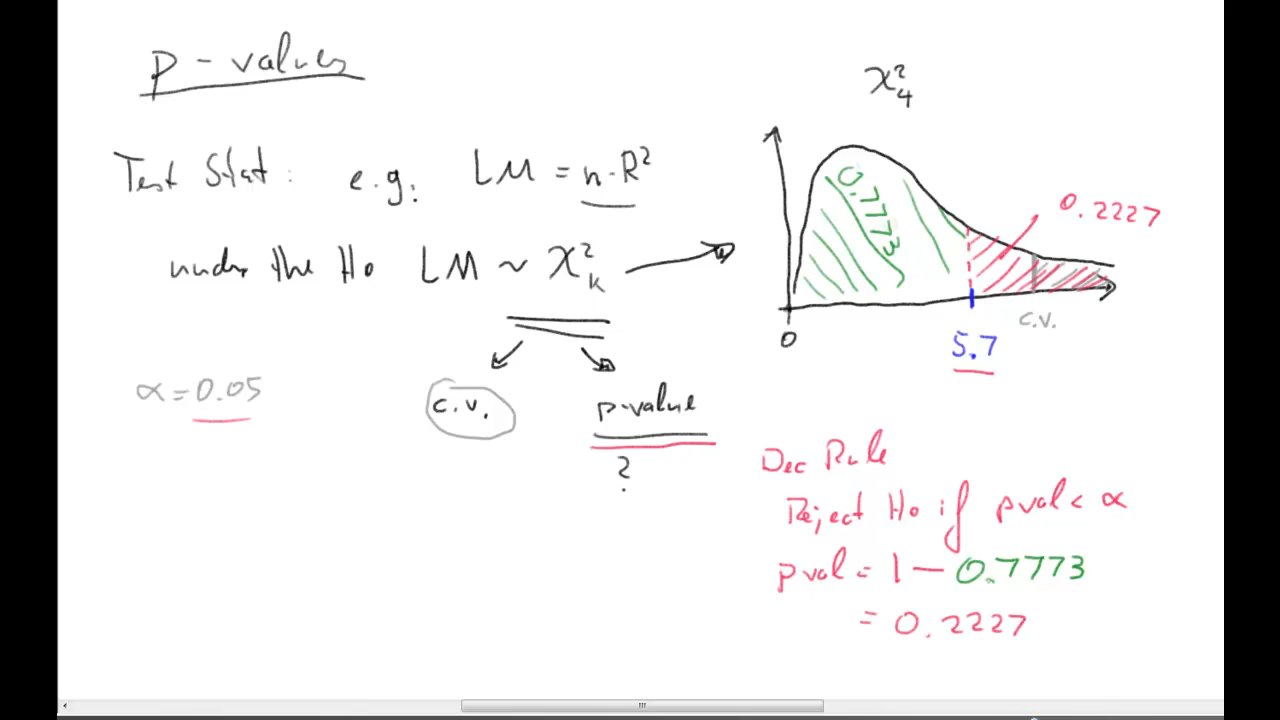 p - values
Test Stat: e.g. LM = n·R²
under the Ho LM ~ χ²ₖ
α = 0.05
c.v. p-value
?
χ²₄
0.7773
0.2227
0
5.7
c.v.
Dec Rule
Reject Ho if pval < α
pval = 1 - 0.7773
= 0.2227